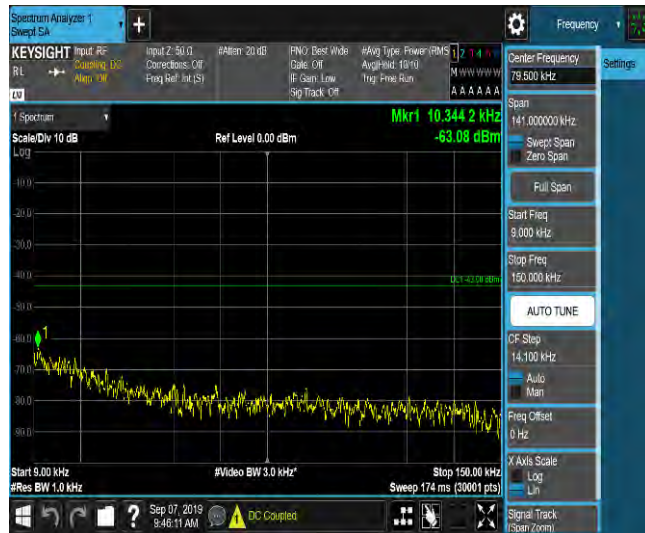 Spectrum Analyzer 1
Swept SA
Frequency
KEYSIGHT
RL
Input: RF
Coupling: DC
Align: Off
Input Z: 50 Ω
Corrections: Off
Freq Ref: Int (S)
#Atten: 20 dB
PNO: Best Wide
Gate: Off
IF Gain: Low
Sig Track: Off
#Avg Type: Power (RMS
Avg|Hold: 10/10
Trig: Free Run
M W W W W W
A A A A A A
1 Spectrum
Scale/Div 10 dB
Log
Ref Level 0.00 dBm
Mkr1 10.344 2 kHz
-63.08 dBm
-10.0
-20.0
-30.0
-40.0
-50.0
-60.0
-80.0
-90.0
1
Start 9.00 kHz
#Res BW 1.0 kHz
#Video BW 3.0 kHz*
Stop 150.00 kHz
Sweep 174 ms (30001 pts)
Sep 07, 2019
9:46:11 AM
DC Coupled
Center Frequency
79.500 kHz
Settings
Span
141.000000 kHz
Swept Span
Zero Span
Full Span
Start Freq
9.000 kHz
Stop Freq
150.000 kHz
AUTO TUNE
CF Step
14.100 kHz
Auto
Man
Freq Offset
0 Hz
X Axis Scale
Log
Lin
Signal Track
(Span Zoom)